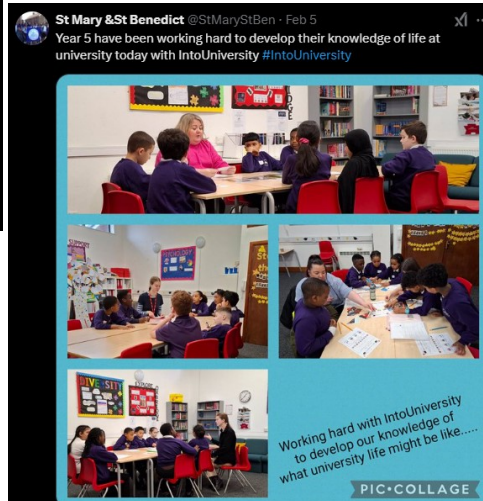 St Mary &St Benedict @StMaryStBen · Feb 5
Year 5 have been working hard to develop their knowledge of life at
university today with IntoUniversity #IntoUniversity
DIVERSITY
Working hard with IntoUniversity
to develop our knowledge of
what university life might be like.....
PIC•COLLAGE